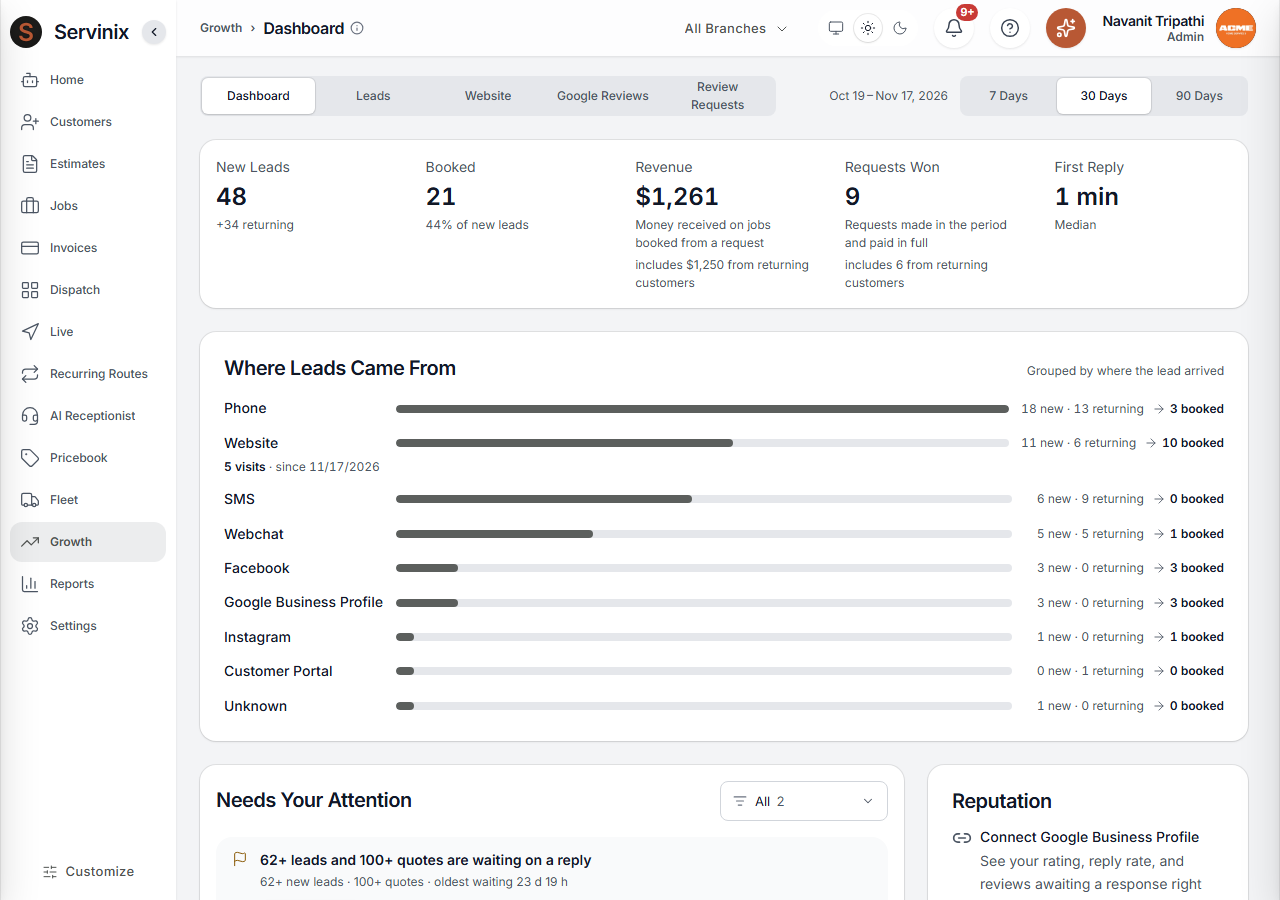 S
Servinix
Growth
Dashboard
All Branches
9+
Navanit Tripathi
Admin
ACME
Home
Customers
Estimates
Jobs
Invoices
Dispatch
Live
Recurring Routes
AI Receptionist
Pricebook
Fleet
Growth
Reports
Settings
Customize
Dashboard
Leads
Website
Google Reviews
Review
Requests
Oct 19 – Nov 17, 2026
7 Days
30 Days
90 Days
New Leads
48
+34 returning
Booked
21
44% of new leads
Revenue
$1,261
Money received on jobs
booked from a request
includes $1,250 from returning
customers
Requests Won
9
Requests made in the period
and paid in full
includes 6 from returning
customers
First Reply
1 min
Median
Where Leads Came From
Grouped by where the lead arrived
Phone
18 new · 13 returning → 3 booked
Website
11 new · 6 returning → 10 booked
5 visits · since 11/17/2026
SMS
6 new · 9 returning → 0 booked
Webchat
5 new · 5 returning → 1 booked
Facebook
3 new · 0 returning → 3 booked
Google Business Profile
3 new · 0 returning → 3 booked
Instagram
1 new · 0 returning → 1 booked
Customer Portal
0 new · 1 returning → 0 booked
Unknown
1 new · 0 returning → 0 booked
Needs Your Attention
All 2
62+ leads and 100+ quotes are waiting on a reply
62+ new leads · 100+ quotes · oldest waiting 23 d 19 h
Reputation
Connect Google Business Profile
See your rating, reply rate, and
reviews awaiting a response right